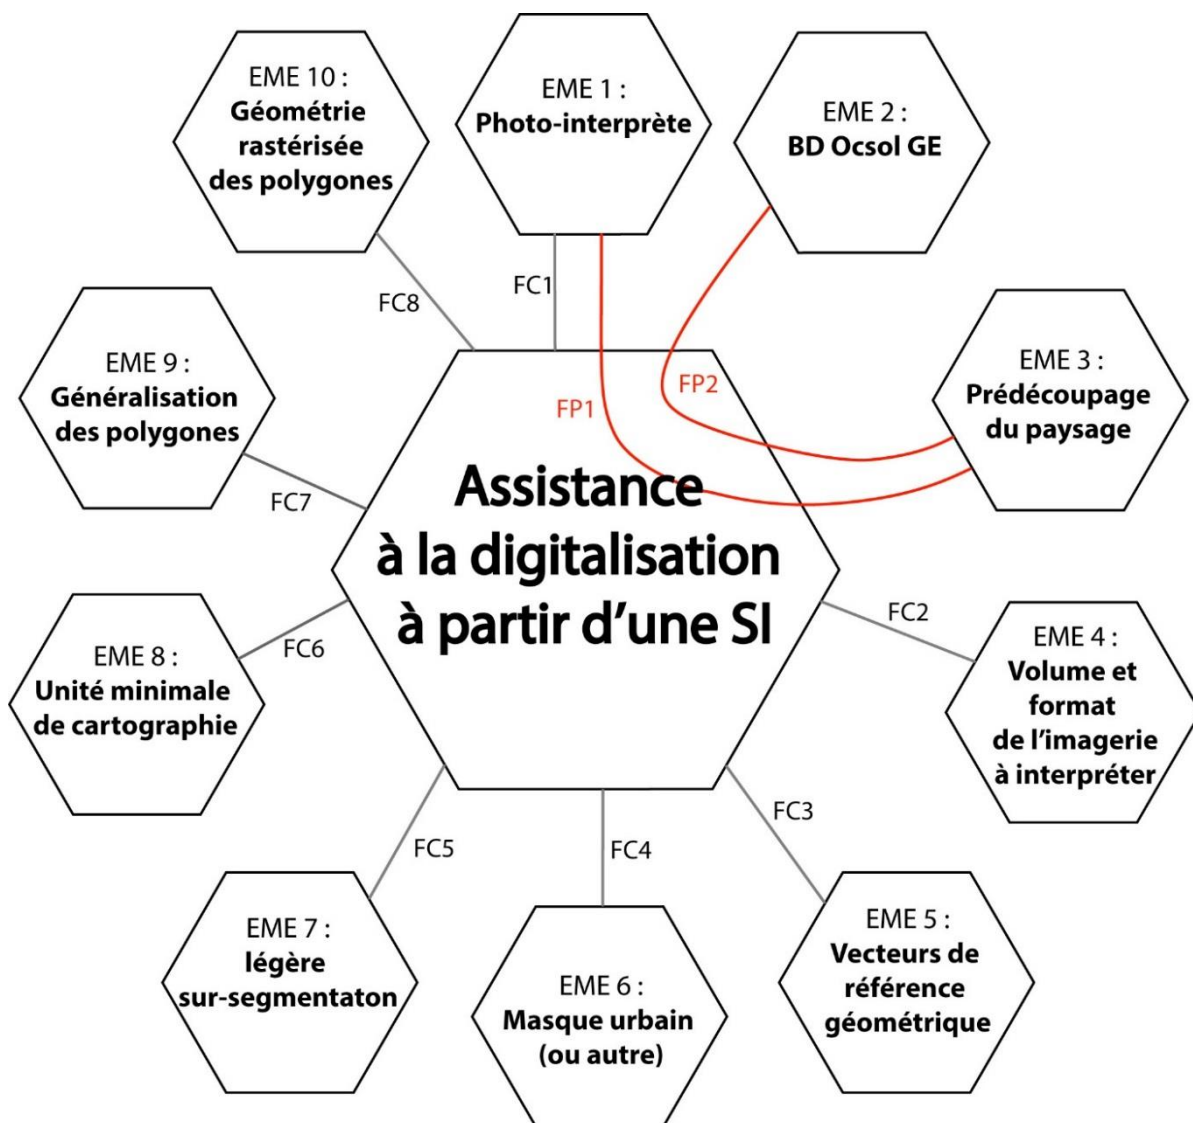 EME 10 :
Géométrie
rastérisée
des polygones
EME 1 :
Photo-interprète
EME 2 :
BD Ocsol GE
FC8
FC1
EME 9 :
Généralisation
des polygones
FP1
FP2
EME 3 :
Prédécoupage
du paysage
FC7
Assistance
à la digitalisation
à partir d'une SI
FC2
EME 8 :
Unité minimale
de cartographie
FC6
EME 4 :
Volume et
format
de l'imagerie
à interpréter
FC5
FC4
FC3
EME 7 :
légère
sur-segmentaton
EME 6 :
Masque urbain
(ou autre)
EME 5 :
Vecteurs de
référence
géométrique